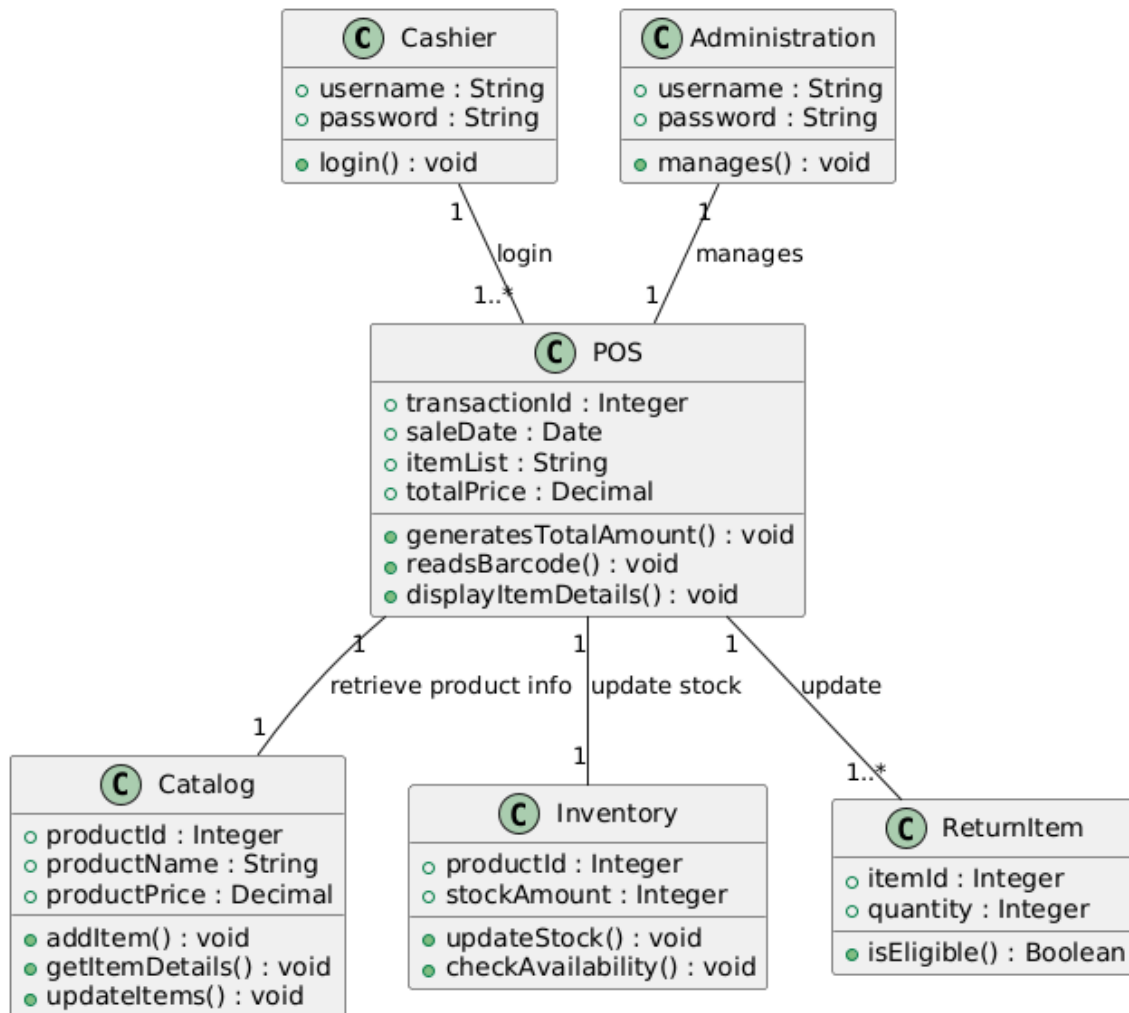 C Cashier
username : String
password : String
login() : void
C Administration
username : String
password : String
manages() : void
1
login
1..*
1
manages
1
C POS
transactionId : Integer
saleDate : Date
itemList : String
totalPrice : Decimal
generatesTotalAmount() : void
readsBarcode() : void
displayItemDetails() : void
1
retrieve product info
1
1
update stock
1
1
update
1..*
C Catalog
productId : Integer
productName : String
productPrice : Decimal
addItem() : void
getItemDetails() : void
updateItems() : void
C Inventory
productId : Integer
stockAmount : Integer
updateStock() : void
checkAvailability() : void
C ReturnItem
itemId : Integer
quantity : Integer
isEligible() : Boolean